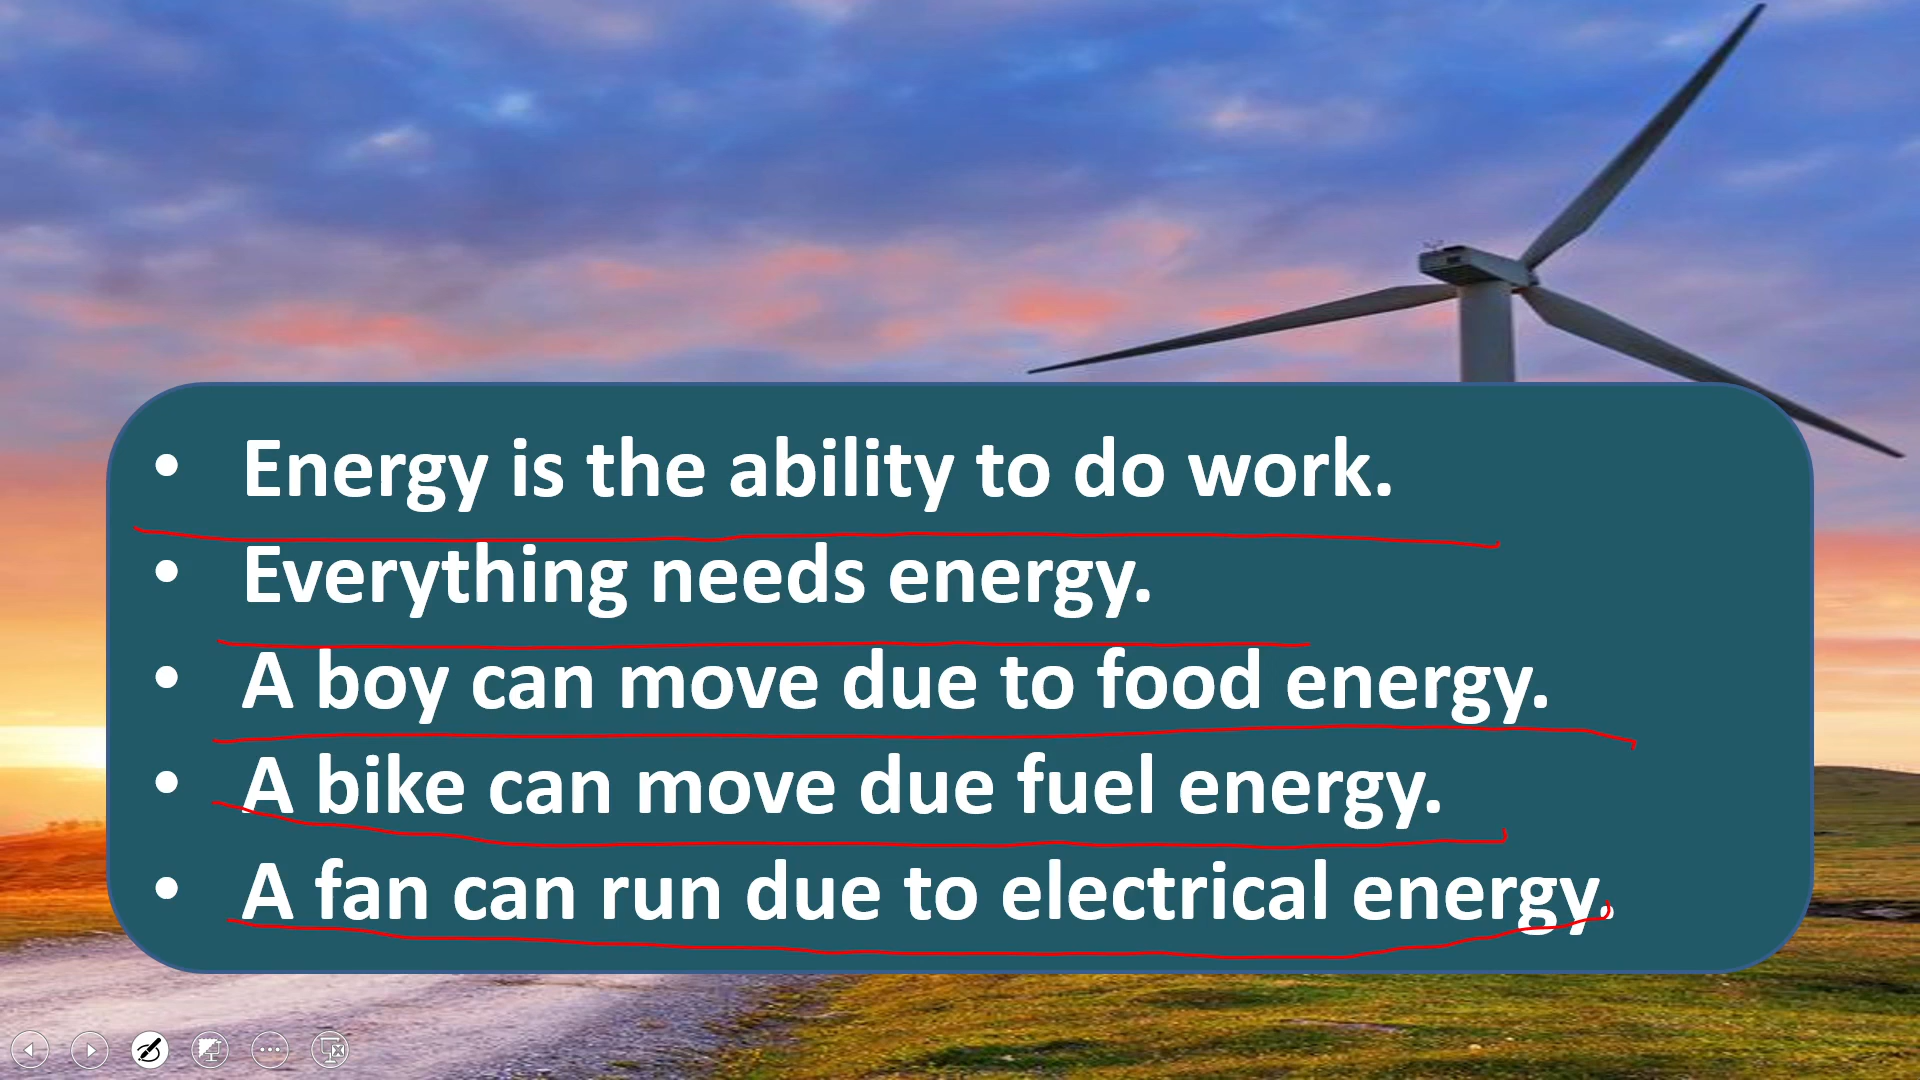 • Energy is the ability to do work.
• Everything needs energy.
• A boy can move due to food energy.
• A bike can move due fuel energy.
• A fan can run due to electrical energy.